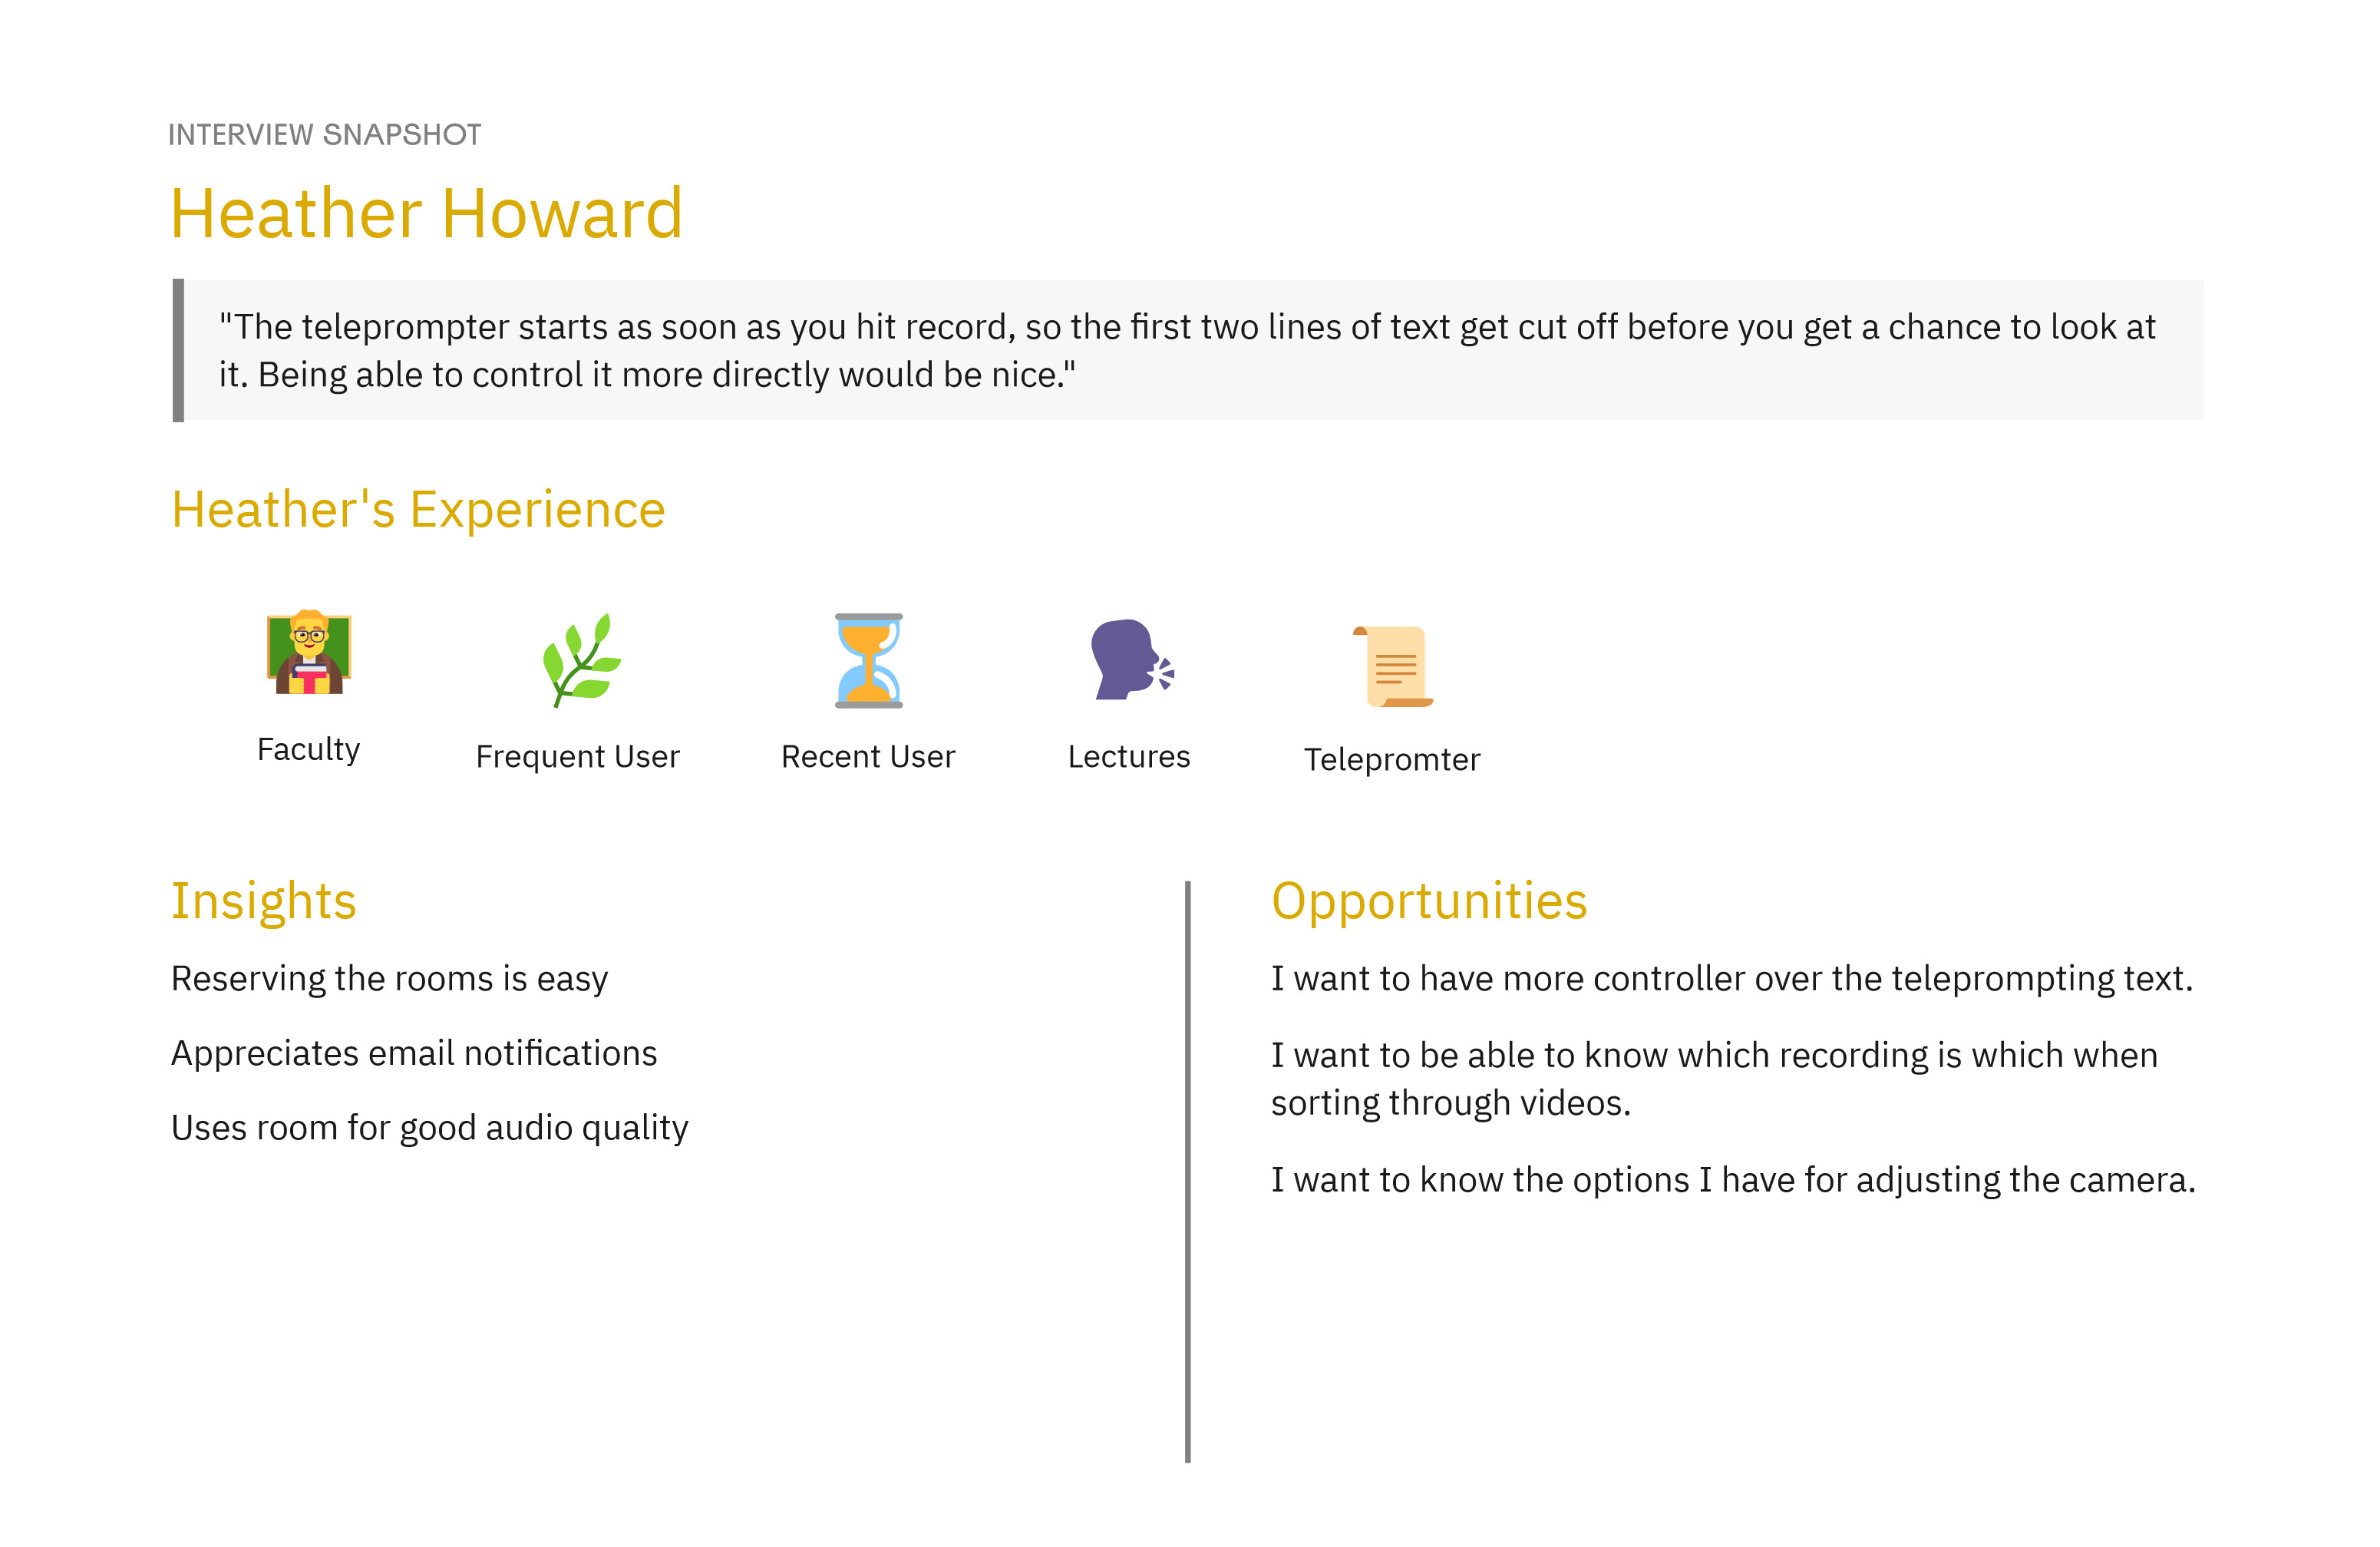 INTERVIEW SNAPSHOT
Heather Howard
"The teleprompter starts as soon as you hit record, so the first two lines of text get cut off before you get a chance to look at
it. Being able to control it more directly would be nice."
Heather's Experience
Faculty
Frequent User
Recent User
Lectures
Telepromter
Insights
Reserving the rooms is easy
Appreciates email notifications
Uses room for good audio quality
Opportunities
I want to have more controller over the teleprompting text.
I want to be able to know which recording is which when
sorting through videos.
I want to know the options I have for adjusting the camera.